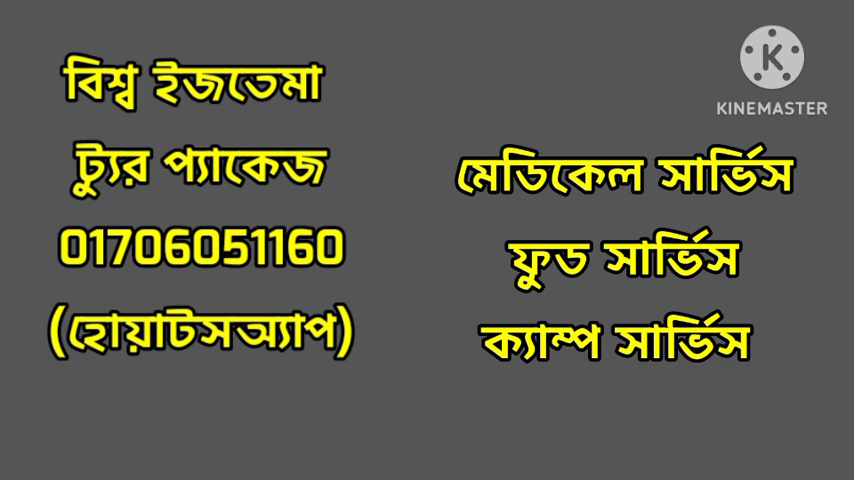 বিশ্ব ইজতেমা
ট্যুর প্যাকেজ
01706051160
(হোয়াটসঅ্যাপ)
মেডিকেল সার্ভিস
ফুড সার্ভিস
ক্যাম্প সার্ভিস
K
KINEMASTER